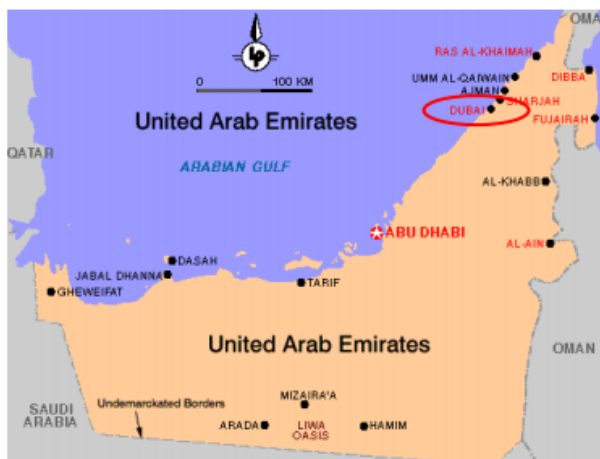 OMA
LP
RAS AL-KHAIMAH
UMM AL-QAIWAIN
DIBBA
0 100 KM
AJMAN
SHARJAH
DUBAI
United Arab Emirates
FUJAIRAH
QATAR
ARABIAN GULF
AL-KHABB
ABU DHABI
AL-AIN
DASAH
JABAL DHANNA
TARIF
GHEWEIFAT
United Arab Emirates
OMAN
MIZAIRA'A
Undemarckated Borders
SAUDI
ARABIA
ARADA
LIWA
OASIS
HAMIM